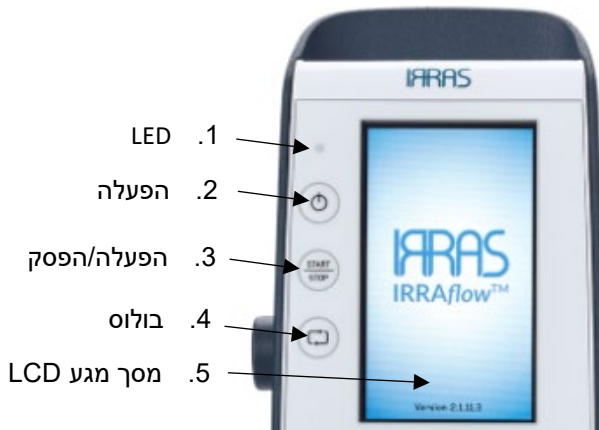 IRRAS
1. LED
2. הפעלה
START
STOP
3. הפעלה/הפסק
IRRAS
IRRAflow™
4. בולוס
5. מסך מגע LCD
Version 2.1.11.3